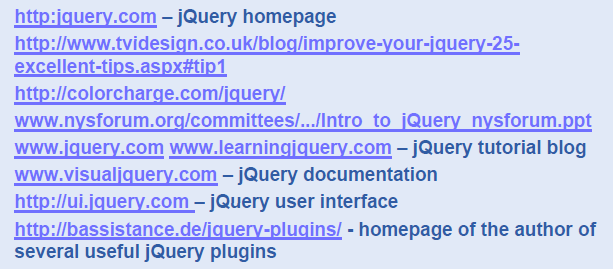 http:jquery.com – jQuery homepage
http://www.tvidesign.co.uk/blog/improve-your-jquery-25-
excellent-tips.aspx#tip1
http://colorcharge.com/jquery/
www.nysforum.org/committees/.../Intro_to_jQuery_nysforum.ppt
www.jquery.com www.learningjquery.com – jQuery tutorial blog
www.visualjquery.com – jQuery documentation
http://ui.jquery.com – jQuery user interface
http://bassistance.de/jquery-plugins/ - homepage of the author of
several useful jQuery plugins